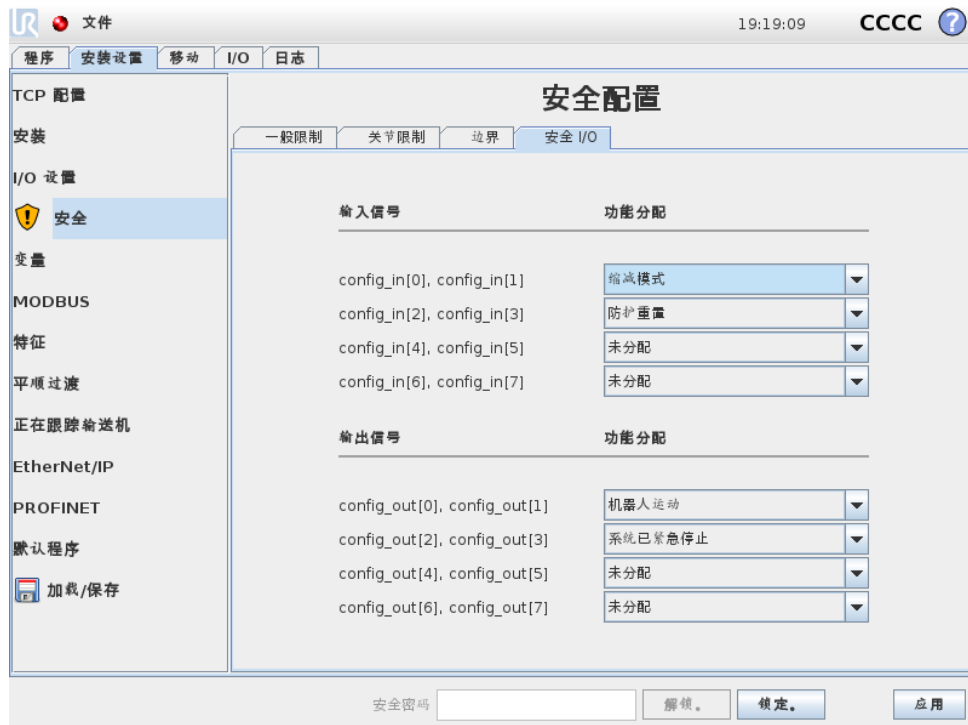 UR 文件 19:19:09 CCCC ?
程序 安装设置 移动 I/O 日志
TCP 配置
安装
I/O 设置
安全
变量
MODBUS
特征
平顺过渡
正在跟踪输送机
EtherNet/IP
PROFINET
默认程序
加载/保存
安全配置
一般限制 关节限制 边界 安全 I/O
输入信号 功能分配
config_in[0], config_in[1] 缩减模式
config_in[2], config_in[3] 防护重置
config_in[4], config_in[5] 未分配
config_in[6], config_in[7] 未分配
输出信号 功能分配
config_out[0], config_out[1] 机器人运动
config_out[2], config_out[3] 系统已紧急停止
config_out[4], config_out[5] 未分配
config_out[6], config_out[7] 未分配
安全密码 解锁。 锁定。 应用